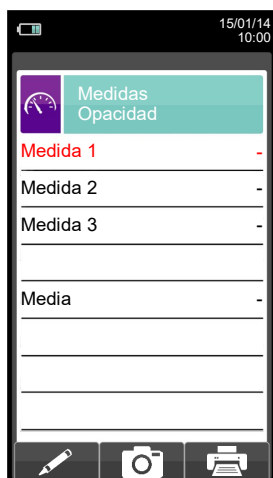 15/01/14
10:00
Medidas
Opacidad
Medida 1 -
Medida 2 -
Medida 3 -
Media -